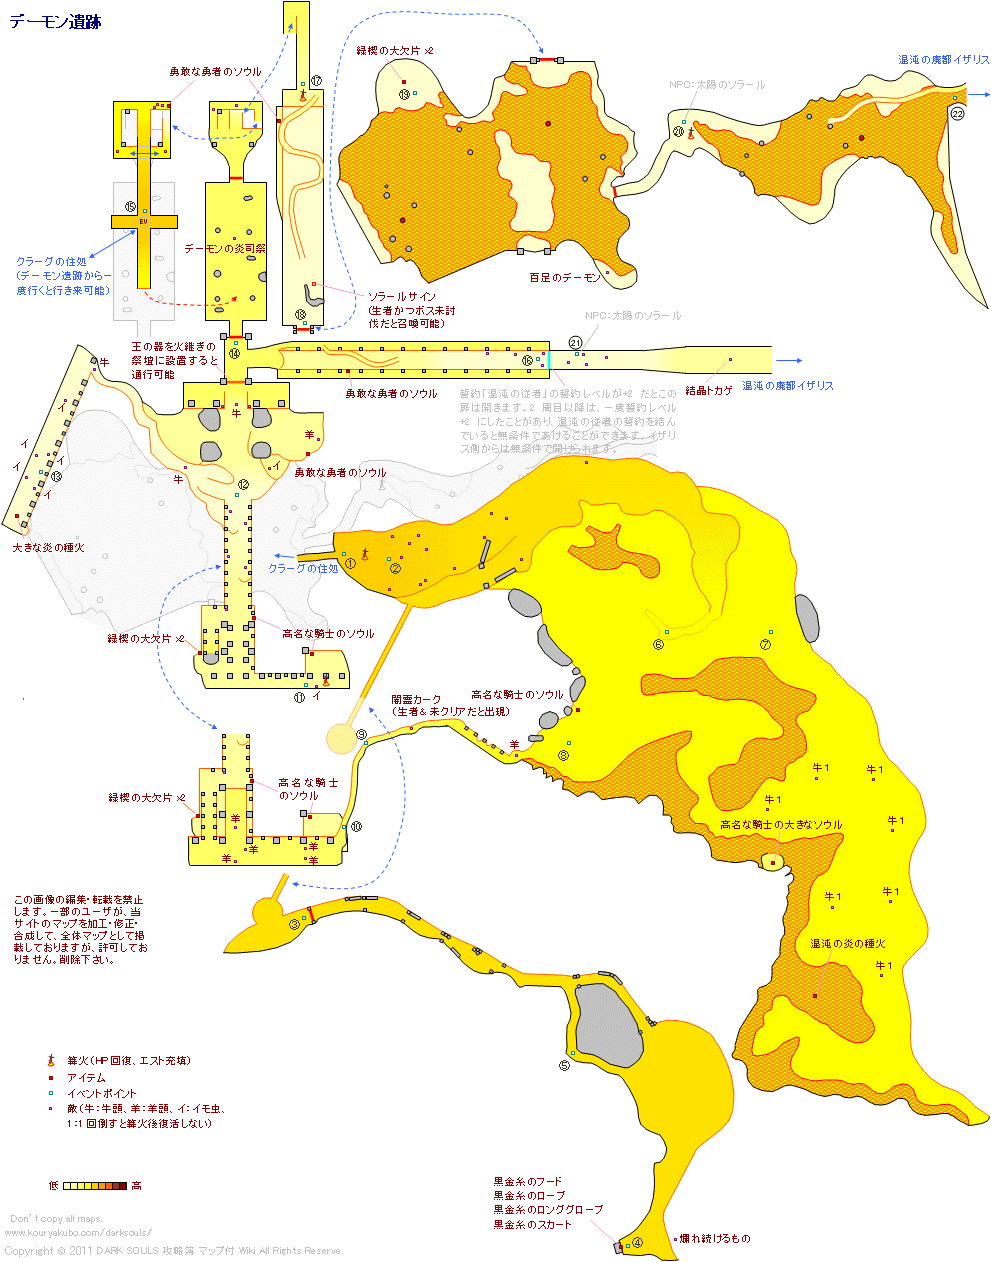 デーモン遺跡
緑楔の大欠片 x2
勇敢な勇者のソウル
⑰
⑲
NPC:太陽のソラール
⑳
混沌の廃都イザリス
㉒
⑮
EV
クラーグの住処
(デーモン遺跡から一
度行くと行き来可能)
デーモンの炎司祭
ソラールサイン
(生者かつボス未討
伐だと召喚可能)
⑱
百足のデーモン
NPC:太陽のソラール
王の器を火継ぎの
祭壇に設置すると
通行可能
⑭
⑯
㉑
勇敢な勇者のソウル
結晶トカゲ
混沌の廃都イザリス
誓約「混沌の従者」の誓約レベルが+2 だとこの
扉は開きます。2 周目以降は、一度誓約レベル
+2 にしたことがあり、混沌の従者の誓約を結ん
でいると無条件であけることができます。イザリ
ス側からは無条件で開けられます。
牛
イ
イ
イ
イ
⑬
大きな炎の種火
牛
羊
イ
牛
勇敢な勇者のソウル
⑫
クラーグの住処
①
②
緑楔の大欠片 x2
高名な騎士のソウル
⑪
イ
⑥
⑦
闇霊カーク
(生者& 未クリアだと出現)
高名な騎士のソウル
⑨
羊
⑧
緑楔の大欠片 x2
高名な騎士
のソウル
⑩
羊
羊
羊
羊
羊
牛1
牛1
牛1
牛1
高名な騎士の大きなソウル
牛1
牛1
混沌の炎の種火
牛1
この画像の編集・転載を禁止
します。一部のユーザが、当
サイトのマップを加工・修正・
合成して、全体マップとして掲
載しておりますが、許可してお
りません。削除下さい。
③
⑤
篝火(HP 回復、エスト充填)
アイテム
イベントポイント
敵(牛:牛頭、羊:羊頭、イ:イモ虫、
1:1 回倒すと篝火後復活しない)
低
高
黒金糸のフード
黒金糸のローブ
黒金糸のロンググローブ
黒金糸のスカート
④
爛れ続けるもの
Don't copy all maps.
www.kouryakubo.com/darksouls/
Copyright © 2011 DARK SOULS 攻略簿 マップ付 Wiki All Rights Reserve.